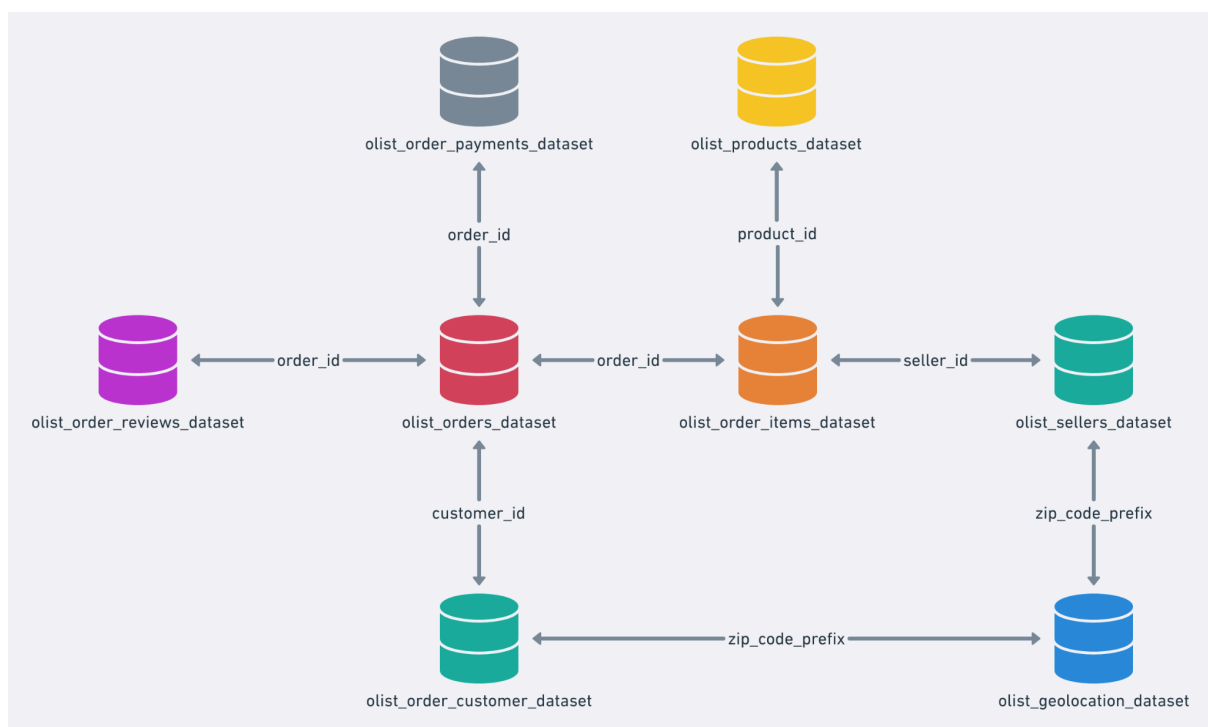 olist_order_payments_dataset
olist_products_dataset
order_id
product_id
order_id
order_id
seller_id
olist_order_reviews_dataset
olist_orders_dataset
olist_order_items_dataset
olist_sellers_dataset
customer_id
zip_code_prefix
zip_code_prefix
olist_order_customer_dataset
olist_geolocation_dataset